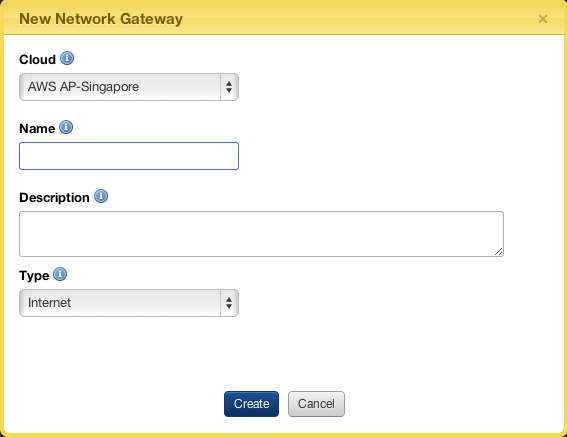 New Network Gateway ×
Cloud
AWS AP-Singapore
Name
Description
Type
Internet
Create Cancel